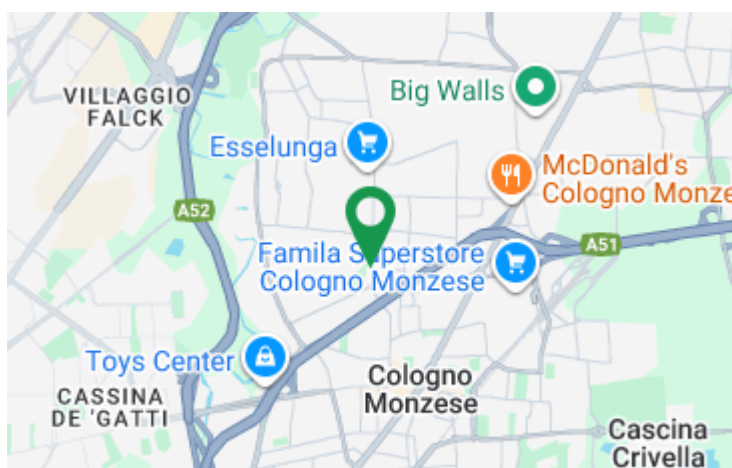 VILLAGGIO
FALCK
Big Walls
Esselunga
McDonald's
Cologno Monze
A52
Famila Superstore
Cologno Monzese
A51
Toys Center
Cologno
Monzese
CASSINA
DE 'GATTI
Cascina
Crivella